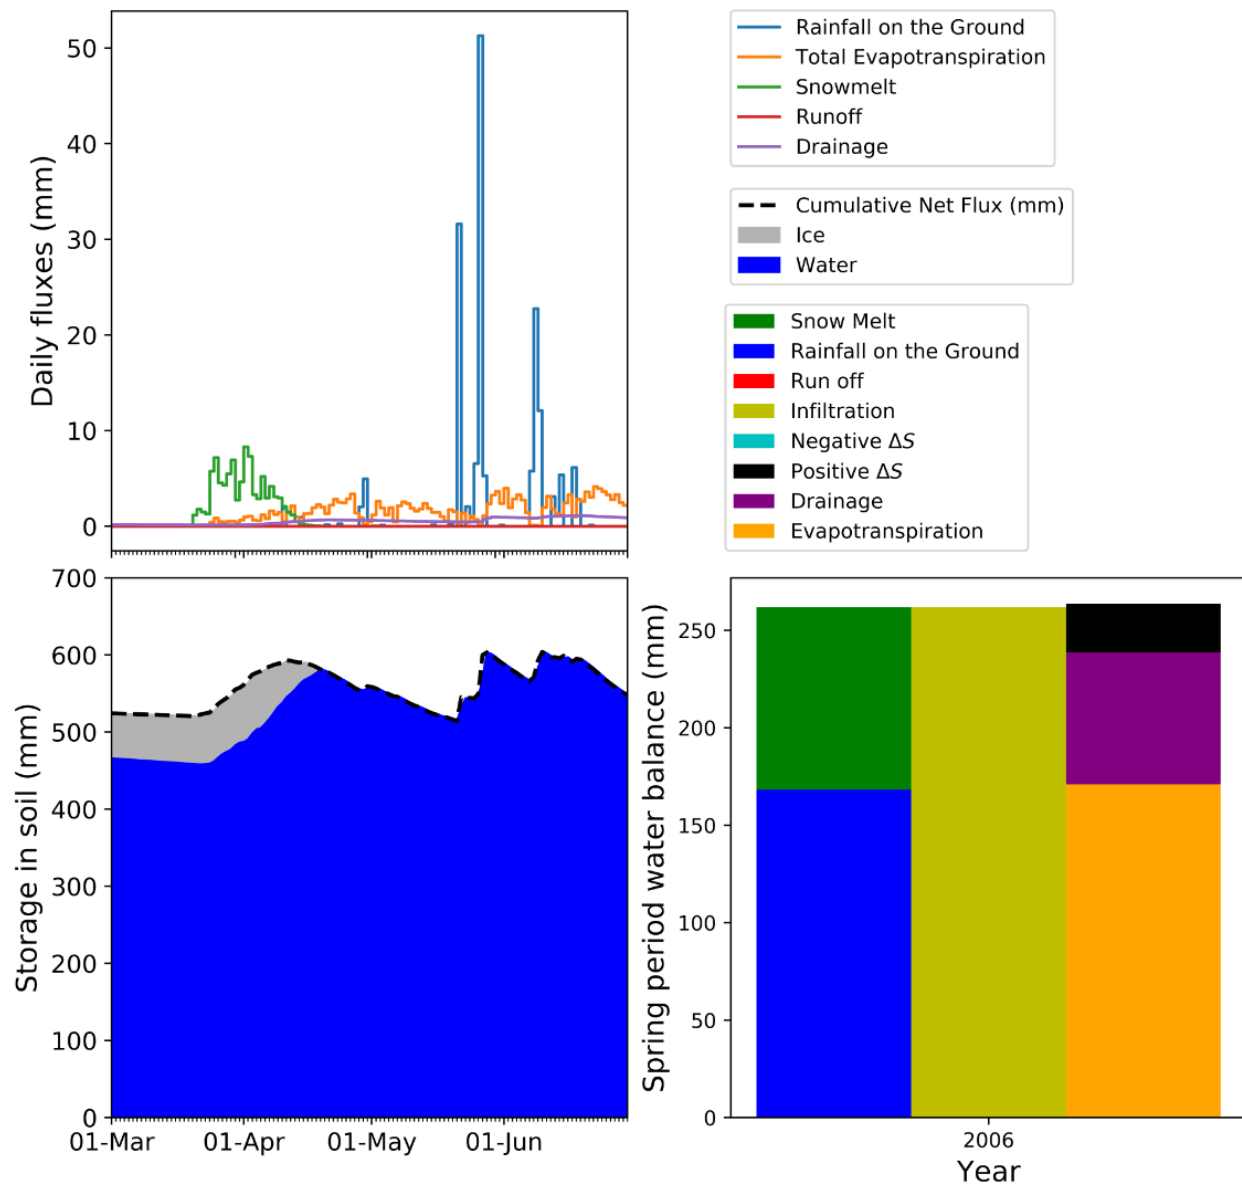 Daily fluxes (mm)
50
40
30
20
10
0
Rainfall on the Ground
Total Evapotranspiration
Snowmelt
Runoff
Drainage
Cumulative Net Flux (mm)
Ice
Water
Snow Melt
Rainfall on the Ground
Run off
Infiltration
Negative ΔS
Positive ΔS
Drainage
Evapotranspiration
Storage in soil (mm)
700
600
500
400
300
200
100
0
01-Mar
01-Apr
01-May
01-Jun
Spring period water balance (mm)
250
200
150
100
50
0
2006
Year